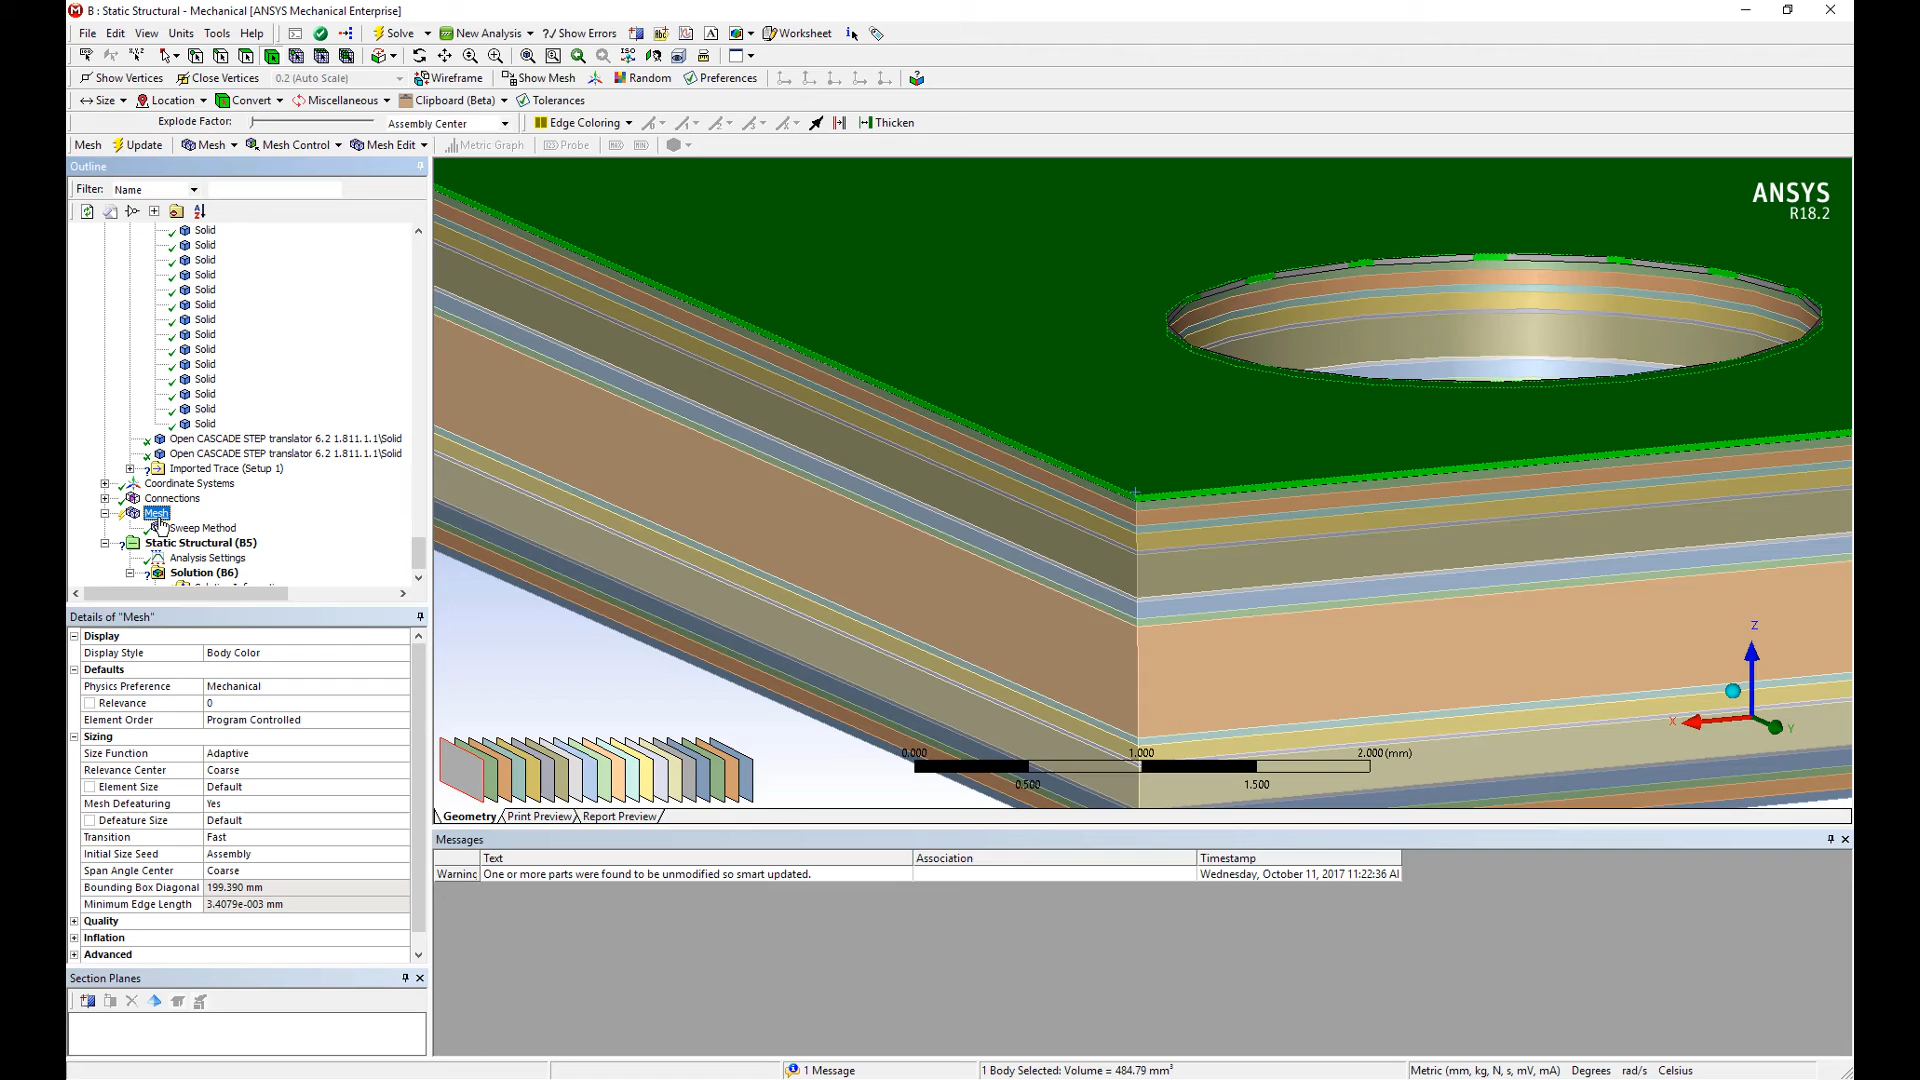 B : Static Structural - Mechanical [ANSYS Mechanical Enterprise]
File Edit View Units Tools Help Solve New Analysis ?/ Show Errors Worksheet
Show Vertices Close Vertices 0.2 (Auto Scale) Wireframe Show Mesh Random Preferences
Size Location Convert Miscellaneous Clipboard (Beta) Tolerances
Explode Factor: Assembly Center Edge Coloring Thicken
Mesh Update Mesh Mesh Control Mesh Edit Metric Graph Probe
Outline
Filter: Name
Solid
Solid
Solid
Solid
Solid
Solid
Solid
Solid
Solid
Solid
Solid
Solid
Solid
Solid
Open CASCADE STEP translator 6.2 1.811.1.1\Solid
Open CASCADE STEP translator 6.2 1.811.1.1\Solid
Imported Trace (Setup 1)
Coordinate Systems
Connections
Mesh
Sweep Method
Static Structural (B5)
Analysis Settings
Solution (B6)
Details of "Mesh"
Display
Display Style Body Color
Defaults
Physics Preference Mechanical
Relevance 0
Element Order Program Controlled
Sizing
Size Function Adaptive
Relevance Center Coarse
Element Size Default
Mesh Defeaturing Yes
Defeature Size Default
Transition Fast
Initial Size Seed Assembly
Span Angle Center Coarse
Bounding Box Diagonal 199.390 mm
Minimum Edge Length 3.4079e-003 mm
Quality
Inflation
Advanced
Section Planes
ANSYS
R18.2
Z
X
Y
0.000 1.000 2.000 (mm)
0.500 1.500
Geometry Print Preview Report Preview
Messages
Text Association Timestamp
Warning One or more parts were found to be unmodified so smart updated. Wednesday, October 11, 2017 11:22:36 AM
1 Message 1 Body Selected: Volume = 484.79 mm³ Metric (mm, kg, N, s, mV, mA) Degrees rad/s Celsius